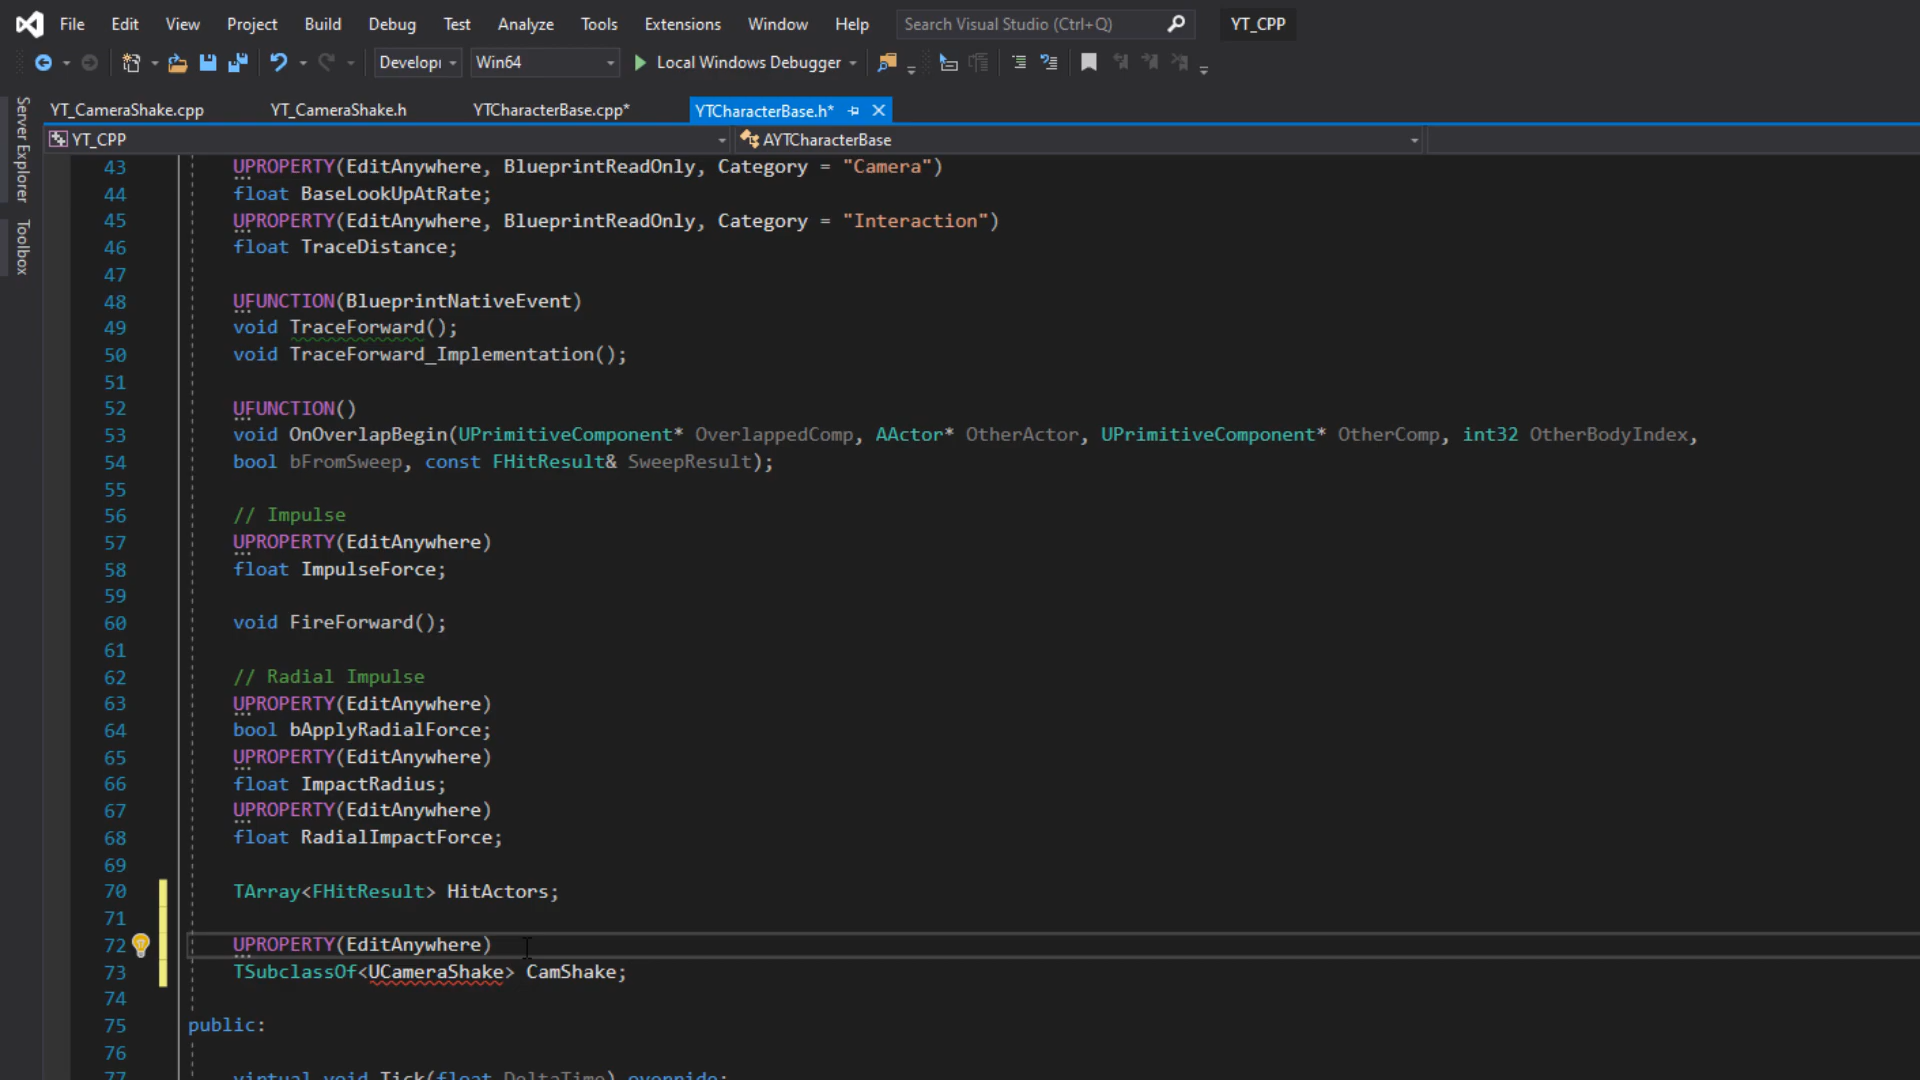 File Edit View Project Build Debug Test Analyze Tools Extensions Window Help Search Visual Studio (Ctrl+Q) YT_CPP
Develop Win64 Local Windows Debugger
YT_CameraShake.cpp YT_CameraShake.h YTCharacterBase.cpp* YTCharacterBase.h*
YT_CPP AYTCharacterBase
Server Explorer
Toolbox
43 UPROPERTY(EditAnywhere, BlueprintReadOnly, Category = "Camera")
44 float BaseLookUpAtRate;
45 UPROPERTY(EditAnywhere, BlueprintReadOnly, Category = "Interaction")
46 float TraceDistance;
47
48 UFUNCTION(BlueprintNativeEvent)
49 void TraceForward();
50 void TraceForward_Implementation();
51
52 UFUNCTION()
53 void OnOverlapBegin(UPrimitiveComponent* OverlappedComp, AActor* OtherActor, UPrimitiveComponent* OtherComp, int32 OtherBodyIndex,
54 bool bFromSweep, const FHitResult& SweepResult);
55
56 // Impulse
57 UPROPERTY(EditAnywhere)
58 float ImpulseForce;
59
60 void FireForward();
61
62 // Radial Impulse
63 UPROPERTY(EditAnywhere)
64 bool bApplyRadialForce;
65 UPROPERTY(EditAnywhere)
66 float ImpactRadius;
67 UPROPERTY(EditAnywhere)
68 float RadialImpactForce;
69
70 TArray<FHitResult> HitActors;
71
72 UPROPERTY(EditAnywhere)
73 TSubclassOf<UCameraShake> CamShake;
74
75 public:
76
77 virtual void Tick(float DeltaTime) override;